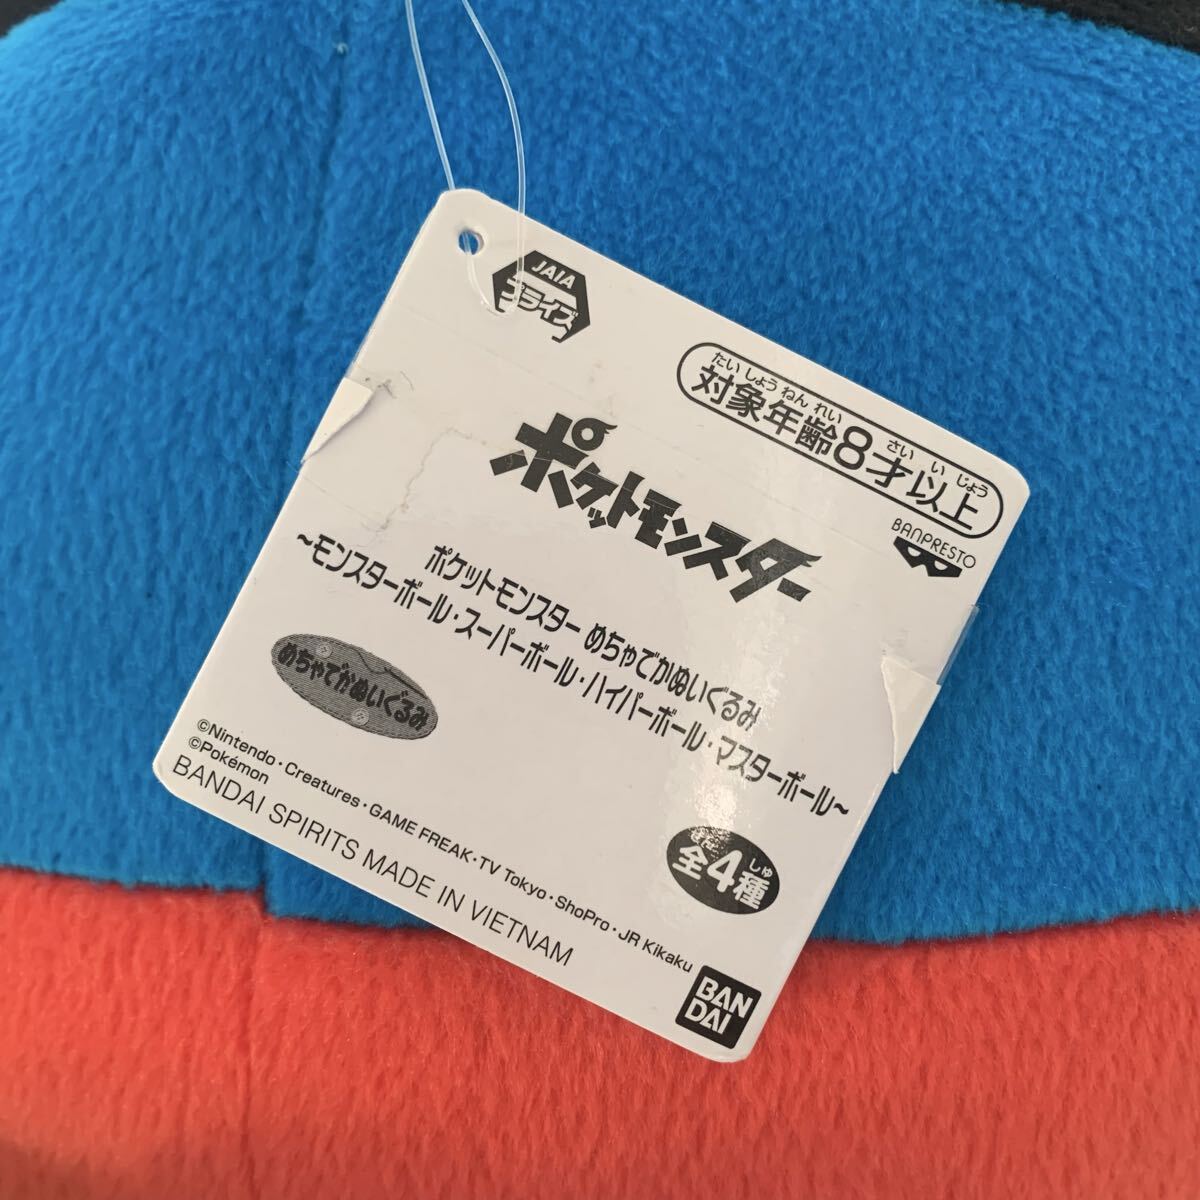 JAIA
プライズ
たいしょうねんれい さいいじょう
対象年齢8才以上
BANPRESTO
ポケットモンスター
ポケットモンスター めちゃでかぬいぐるみ
~モンスターボール・スーパーボール・ハイパーボール・マスターボール~
めちゃでかぬいぐるみ
ぜん しゅ
全4種
©Nintendo・Creatures・GAME FREAK・TV Tokyo・ShoPro・JR Kikaku
©Pokémon
BANDAI SPIRITS MADE IN VIETNAM
BAN
DAI